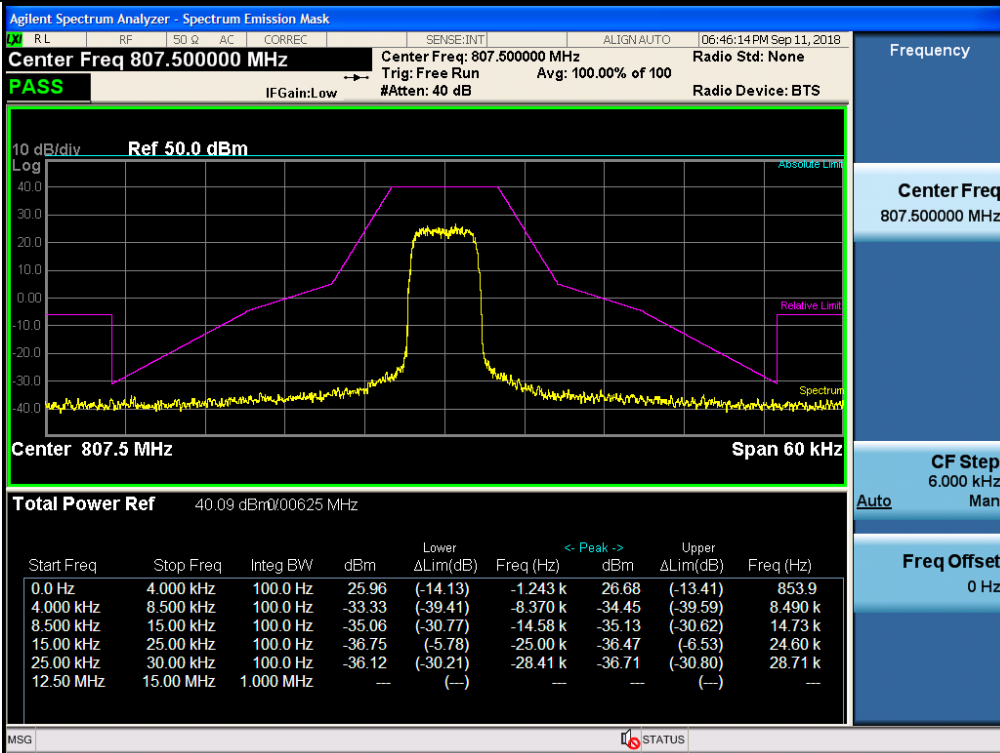 Agilent Spectrum Analyzer - Spectrum Emission Mask
LXI RL RF 50 Ω AC CORREC SENSE:INT ALIGN AUTO 06:46:14 PM Sep 11, 2018
Center Freq 807.500000 MHz
Center Freq: 807.500000 MHz Radio Std: None
Trig: Free Run Avg: 100.00% of 100
PASS
IFGain:Low #Atten: 40 dB Radio Device: BTS
10 dB/div Ref 50.0 dBm
Log
Absolute Limit
40.0
30.0
20.0
10.0
0.00
Relative Limit
-10.0
-20.0
-30.0
Spectrum
-40.0
Center 807.5 MHz Span 60 kHz
Total Power Ref 40.09 dBm/0.00625 MHz
Lower <- Peak -> Upper
Start Freq Stop Freq Integ BW dBm ΔLim(dB) Freq (Hz) dBm ΔLim(dB) Freq (Hz)
0.0 Hz 4.000 kHz 100.0 Hz 25.96 (-14.13) -1.243 k 26.68 (-13.41) 853.9
4.000 kHz 8.500 kHz 100.0 Hz -33.33 (-39.41) -8.370 k -34.45 (-39.59) 8.490 k
8.500 kHz 15.00 kHz 100.0 Hz -35.06 (-30.77) -14.58 k -35.13 (-30.62) 14.73 k
15.00 kHz 25.00 kHz 100.0 Hz -36.75 (-5.78) -25.00 k -36.47 (-6.53) 24.60 k
25.00 kHz 30.00 kHz 100.0 Hz -36.12 (-30.21) -28.41 k -36.71 (-30.80) 28.71 k
12.50 MHz 15.00 MHz 1.000 MHz --- (---) --- --- (---) ---
MSG STATUS
Frequency
Center Freq
807.500000 MHz
CF Step
6.000 kHz
Auto Man
Freq Offset
0 Hz